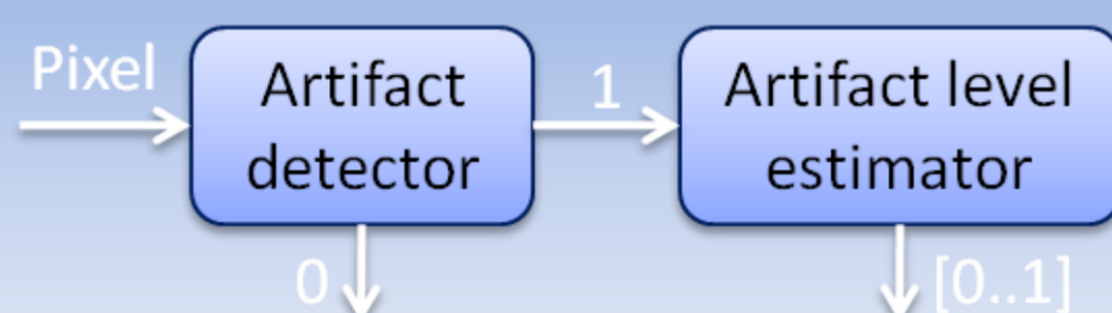 Pixel
Artifact
detector
1
Artifact level
estimator
0
[0..1]